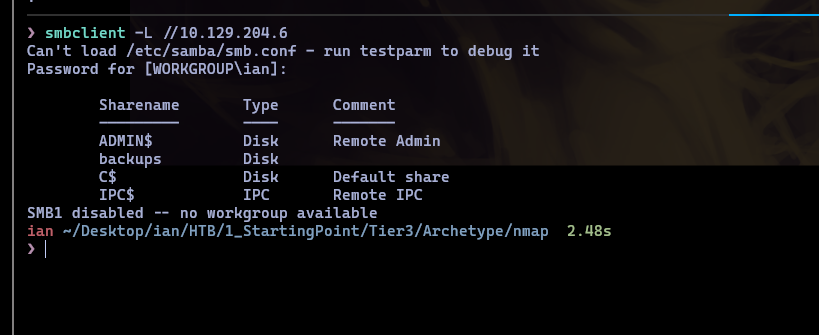 ❯ smbclient -L //10.129.204.6
Can't load /etc/samba/smb.conf - run testparm to debug it
Password for [WORKGROUP\ian]:
Sharename Type Comment
--------- ---- -------
ADMIN$ Disk Remote Admin
backups Disk
C$ Disk Default share
IPC$ IPC Remote IPC
SMB1 disabled -- no workgroup available
ian ~/Desktop/ian/HTB/1_StartingPoint/Tier3/Archetype/nmap 2.48s
❯